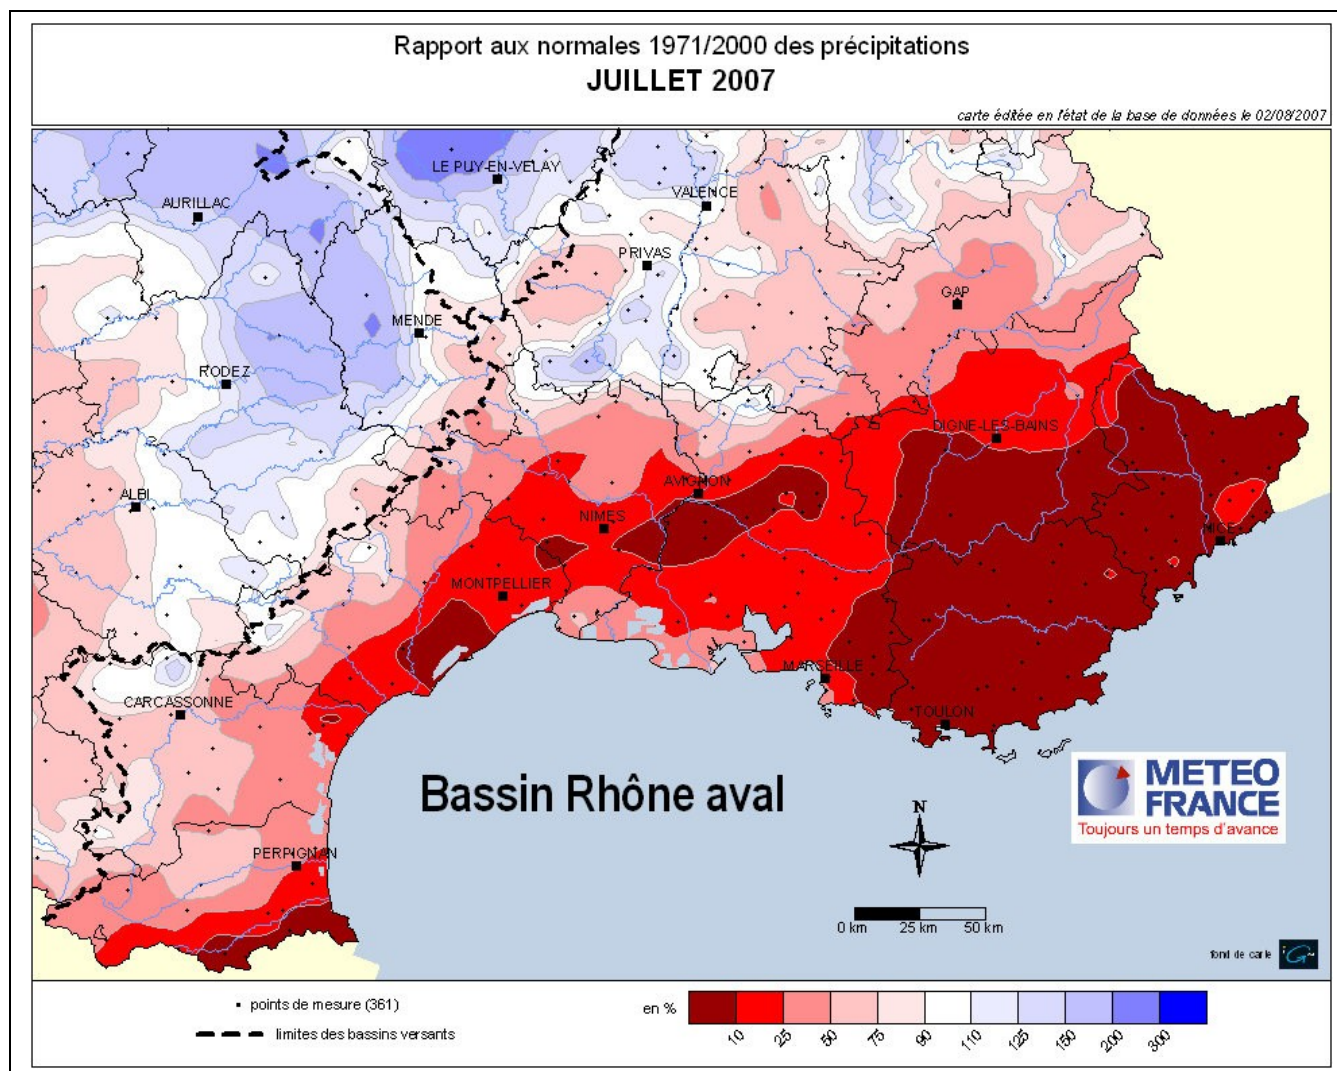 Rapport aux normales 1971/2000 des précipitations
JUILLET 2007
carte éditée en l'état de la base de données le 02/08/2007
LE PUY-EN-VELAY
AURILLAC
VALENCE
PRIVAS
GAP
MENDE
RODEZ
DIGNE-LES-BAINS
AVIGNON
ALBI
NIMES
NICE
MONTPELLIER
MARSEILLE
CARCASSONNE
TOULON
Bassin Rhône aval
METEO
FRANCE
Toujours un temps d'avance
N
PERPIGNAN
0 km 25 km 50 km
fond de carte
points de mesure (361)
limites des bassins versants
en %
10 25 50 75 90 110 125 150 200 300